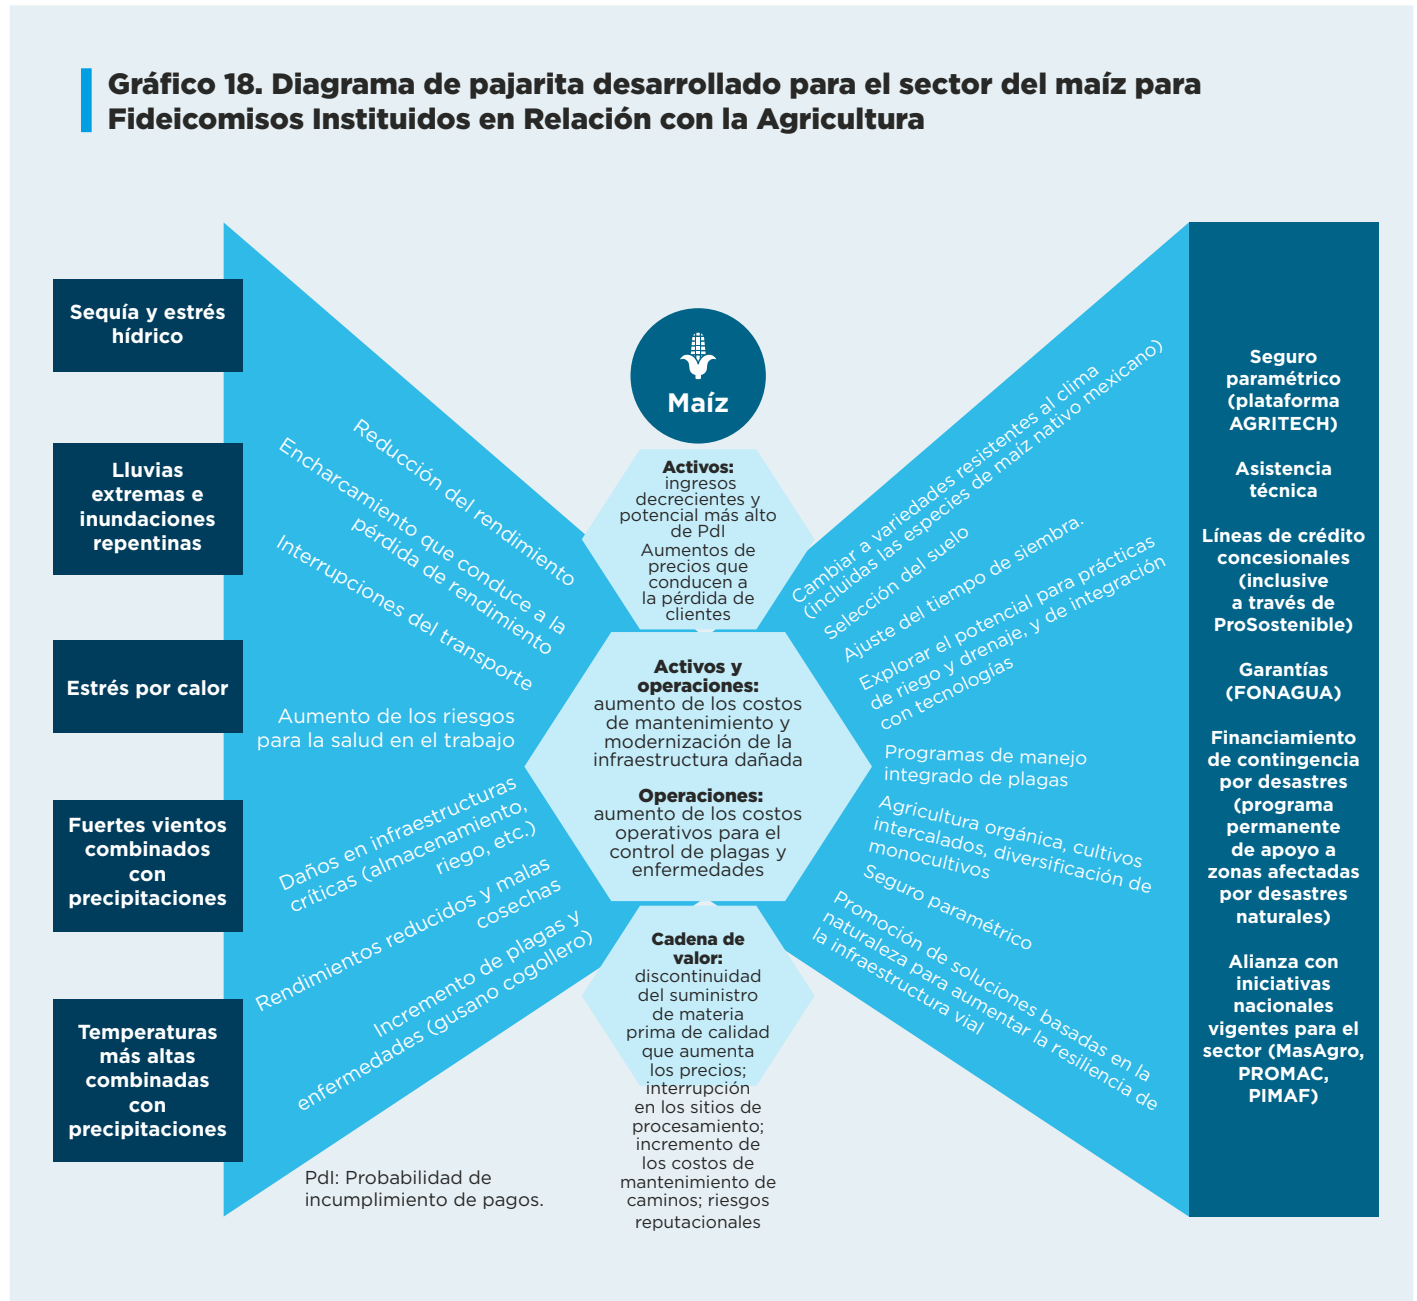 Gráfico 18. Diagrama de pajarita desarrollado para el sector del maíz para
Fideicomisos Instituidos en Relación con la Agricultura
Sequía y estrés
hídrico
Lluvias
extremas e
inundaciones
repentinas
Estrés por calor
Fuertes vientos
combinados
con
precipitaciones
Temperaturas
más altas
combinadas
con
precipitaciones
Reducción del rendimiento
Encharcamiento que conduce a la
pérdida de rendimiento
Interrupciones del transporte
Aumento de los riesgos
para la salud en el trabajo
Daños en infraestructuras
críticas (almacenamiento,
riego, etc.)
Rendimientos reducidos y malas
cosechas
Incremento de plagas y
enfermedades (gusano cogollero)
PdI: Probabilidad de
incumplimiento de pagos.
Maíz
Activos:
ingresos
decrecientes y
potencial más alto
de PdI
Aumentos de
precios que
conducen a
la pérdida de
clientes
Activos y
operaciones:
aumento de los costos
de mantenimiento y
modernización de la
infraestructura dañada
Operaciones:
aumento de los costos
operativos para el
control de plagas y
enfermedades
Cadena de
valor:
discontinuidad
del suministro
de materia
prima de calidad
que aumenta
los precios;
interrupción
en los sitios de
procesamiento;
incremento de
los costos de
mantenimiento de
caminos; riesgos
reputacionales
Cambiar a variedades resistentes al clima
(incluidas las especies de maíz nativo mexicano)
Selección del suelo
Ajuste del tiempo de siembra.
Explorar el potencial para prácticas
de riego y drenaje, y de integración
con tecnologías
Programas de manejo
integrado de plagas
Agricultura orgánica, cultivos
intercalados, diversificación de
monocultivos
Seguro paramétrico
Promoción de soluciones basadas en la
naturaleza para aumentar la resiliencia de
la infraestructura vial
Seguro
paramétrico
(plataforma
AGRITECH)
Asistencia
técnica
Líneas de crédito
concesionales
(inclusive
a través de
ProSostenible)
Garantías
(FONAGUA)
Financiamiento
de contingencia
por desastres
(programa
permanente
de apoyo a
zonas afectadas
por desastres
naturales)
Alianza con
iniciativas
nacionales
vigentes para el
sector (MasAgro,
PROMAC,
PIMAF)